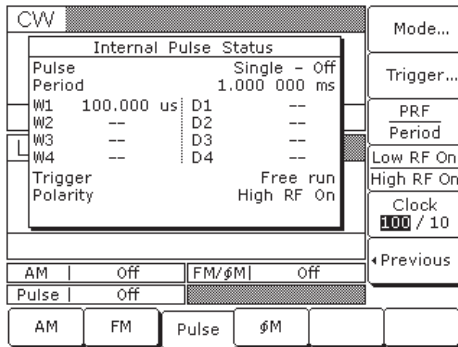 CW
Internal Pulse Status
Pulse Single - Off
Period 1.000 000 ms
W1 100.000 us D1 --
W2 -- D2 --
W3 -- D3 --
W4 -- D4 --
Trigger Free run
Polarity High RF On
L
AM Off FM/ϕM Off
Pulse Off
Mode...
Trigger...
PRF
Period
Low RF On
High RF On
Clock
100 / 10
Previous
AM FM Pulse ϕM